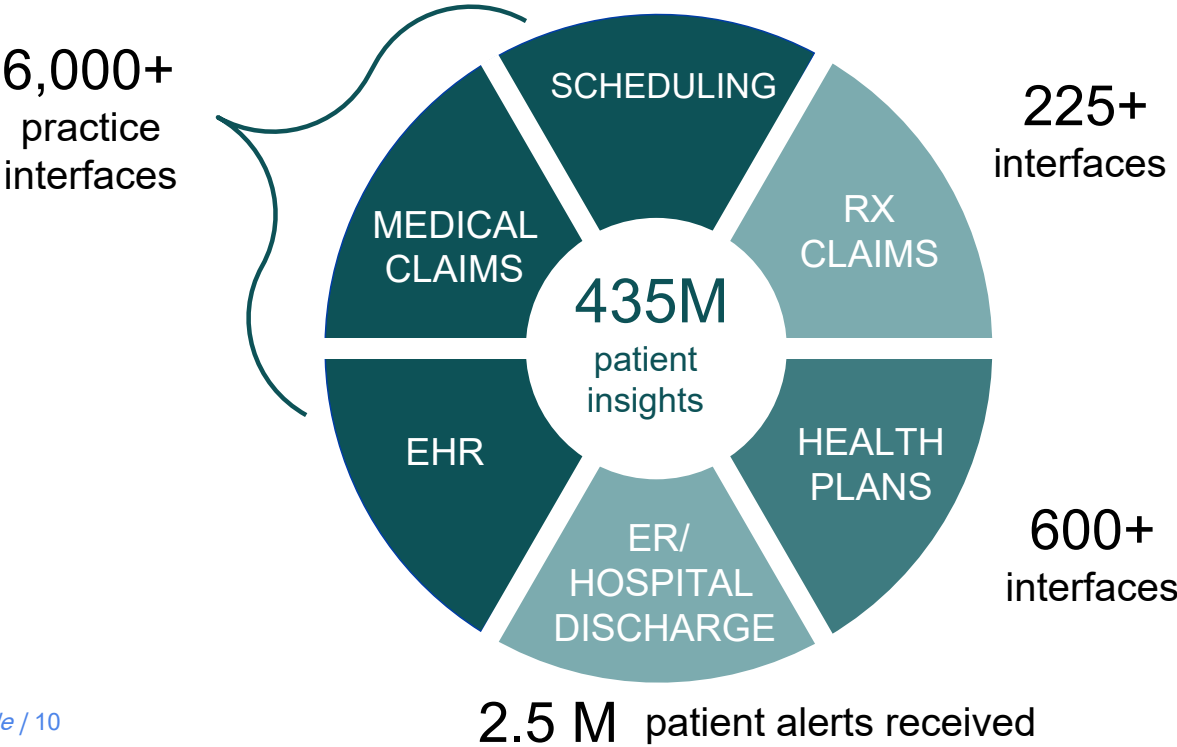 6,000+
practice
interfaces
SCHEDULING
225+
interfaces
RX
CLAIMS
MEDICAL
CLAIMS
435M
patient
insights
EHR
HEALTH
PLANS
600+
interfaces
ER/
HOSPITAL
DISCHARGE
2.5 M patient alerts received
/ 10